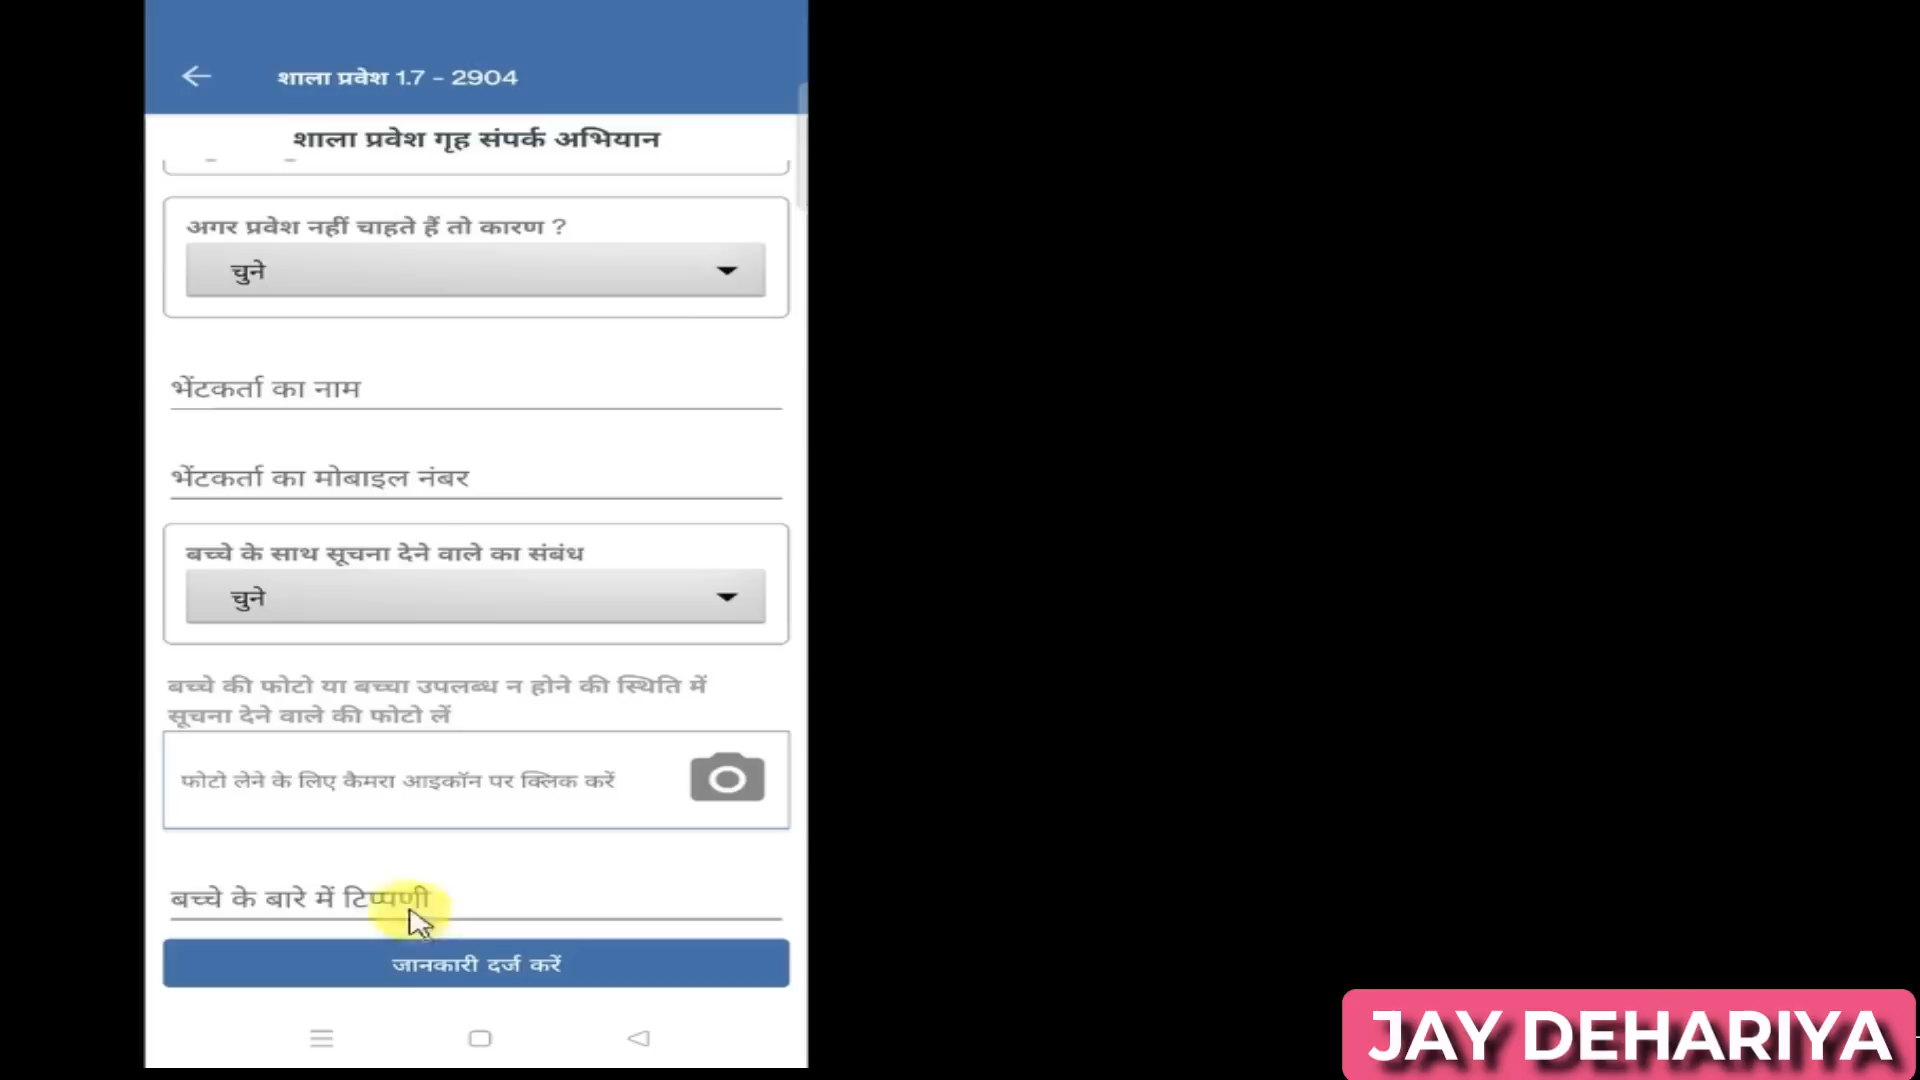 शाला प्रवेश 1.7 - 2904
शाला प्रवेश गृह संपर्क अभियान
अगर प्रवेश नहीं चाहते हैं तो कारण ?
चुने
भेंटकर्ता का नाम
भेंटकर्ता का मोबाइल नंबर
बच्चे के साथ सूचना देने वाले का संबंध
चुने
बच्चे की फोटो या बच्चा उपलब्ध न होने की स्थिति में
सूचना देने वाले की फोटो लें
फोटो लेने के लिए कैमरा आइकॉन पर क्लिक करें
बच्चे के बारे में टिप्पणी
जानकारी दर्ज करें
JAY DEHARIYA